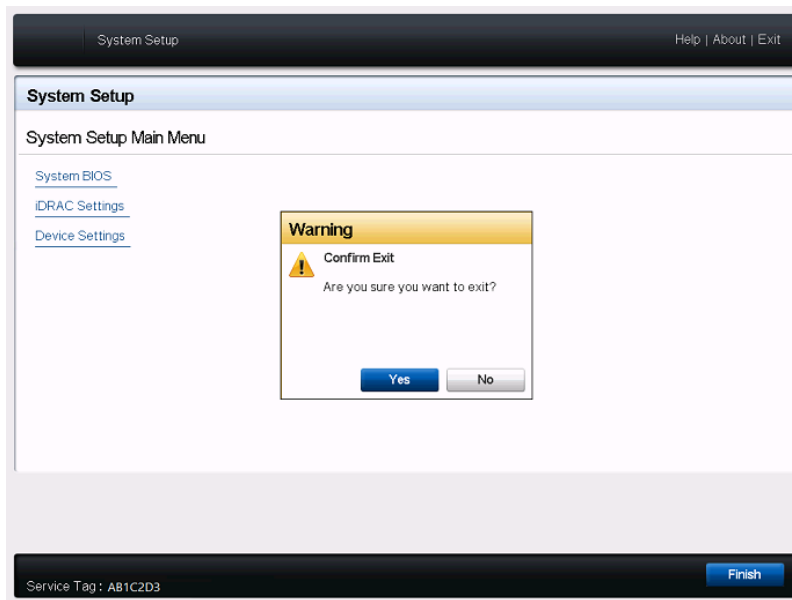 System Setup
Help | About | Exit
System Setup
System Setup Main Menu
System BIOS
iDRAC Settings
Device Settings
Warning
Confirm Exit
Are you sure you want to exit?
Yes No
Finish
Service Tag : AB1C2D3